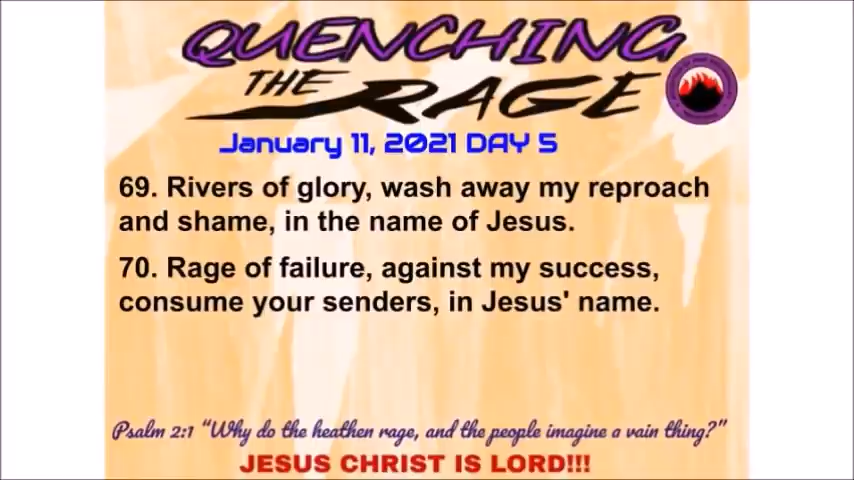 QUENCHING
THE RAGE
January 11, 2021 DAY 5
69. Rivers of glory, wash away my reproach
and shame, in the name of Jesus.
70. Rage of failure, against my success,
consume your senders, in Jesus' name.
Psalm 2:1 “Why do the heathen rage, and the people imagine a vain thing?”
JESUS CHRIST IS LORD!!!